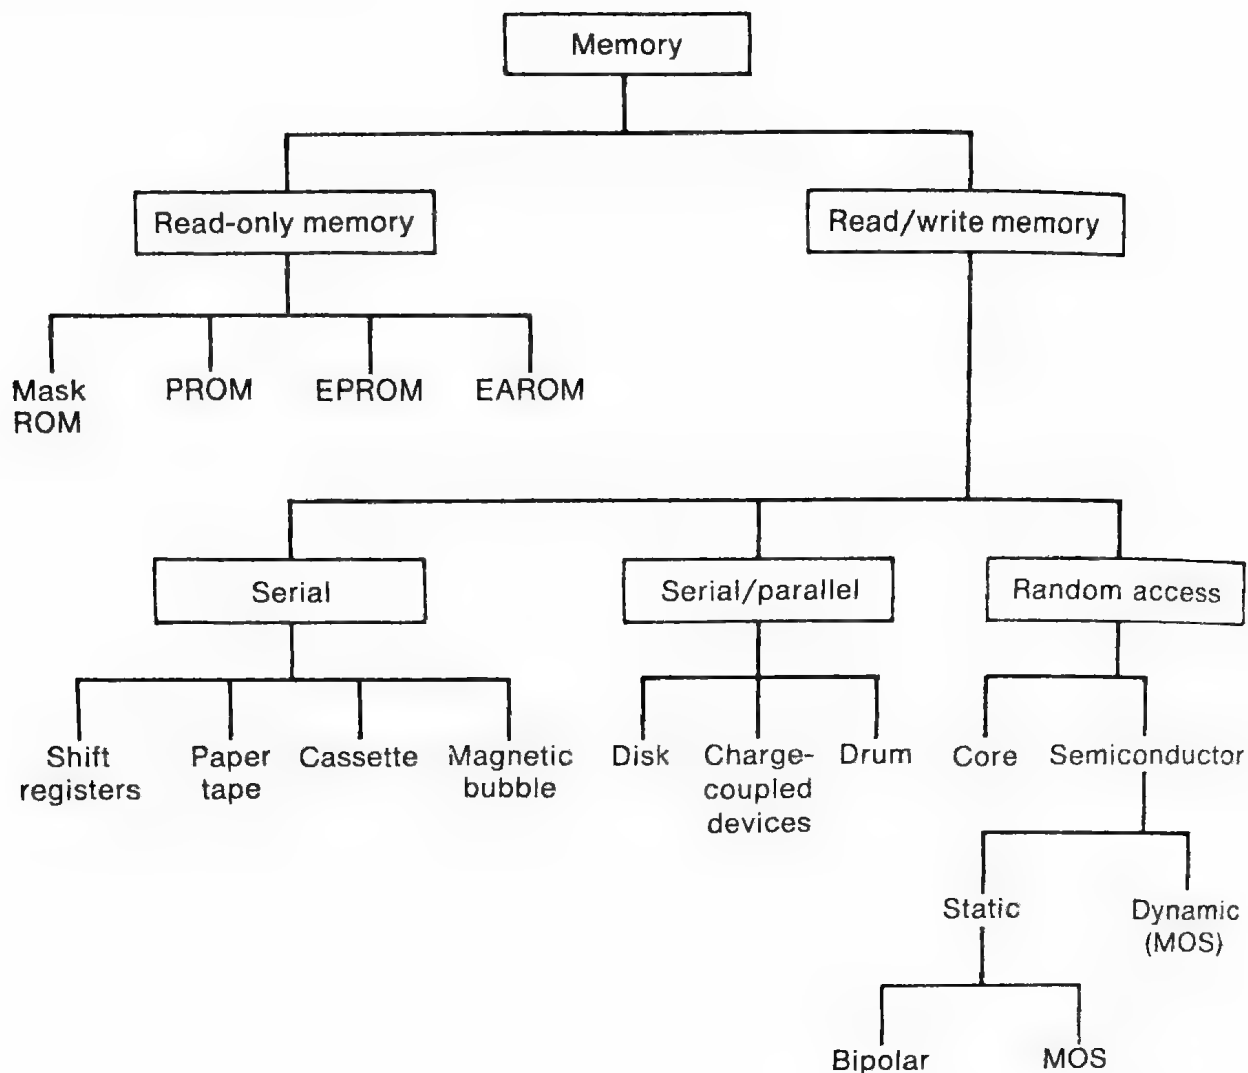 Memory
Read-only memory
Read/write memory
Mask
ROM
PROM
EPROM
EAROM
Serial
Serial/parallel
Random access
Shift
registers
Paper
tape
Cassette
Magnetic
bubble
Disk
Charge-
coupled
devices
Drum
Core
Semiconductor
Static
Dynamic
(MOS)
Bipolar
MOS